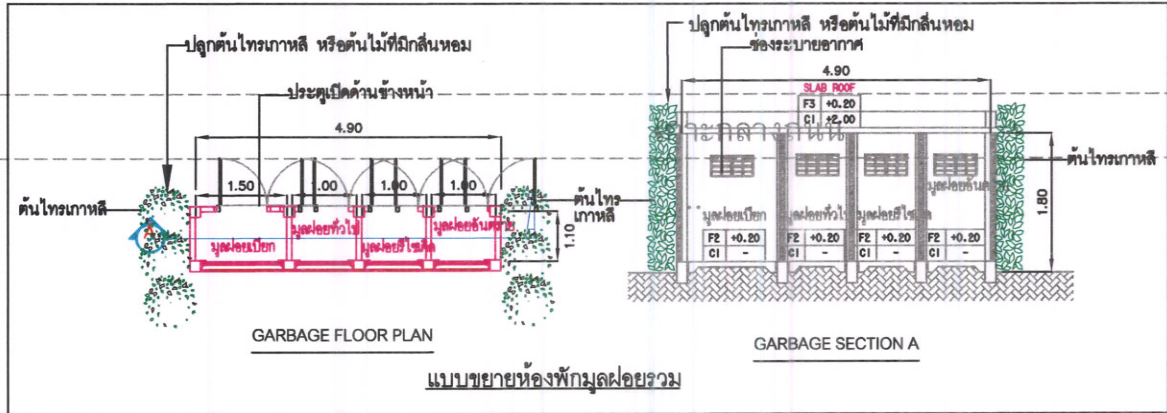 ปลูกต้นไทรเกาหลี หรือต้นไม้ที่มีกลิ่นหอม
ประตูเปิดด้านข้างหน้า
4.90
1.50
1.00
1.00
1.00
ต้นไทรเกาหลี
ต้นไทร
เกาหลี
มูลฝอยเปียก
มูลฝอยทั่วไป
มูลฝอยรีไซเคิล
มูลฝอยอันตราย
1.10
GARBAGE FLOOR PLAN
ปลูกต้นไทรเกาหลี หรือต้นไม้ที่มีกลิ่นหอม
ช่องระบายอากาศ
4.90
SLAB ROOF
F3 +0.20
C1 +2.00
ต้นไทรเกาหลี
1.80
มูลฝอยเปียก
มูลฝอยทั่วไป
มูลฝอยรีไซเคิล
มูลฝอยอันตราย
F2 +0.20
C1 -
F2 +0.20
C1 -
F2 +0.20
C1 -
F2 +0.20
C1 -
GARBAGE SECTION A
แบบขยายห้องพักมูลฝอยรวม